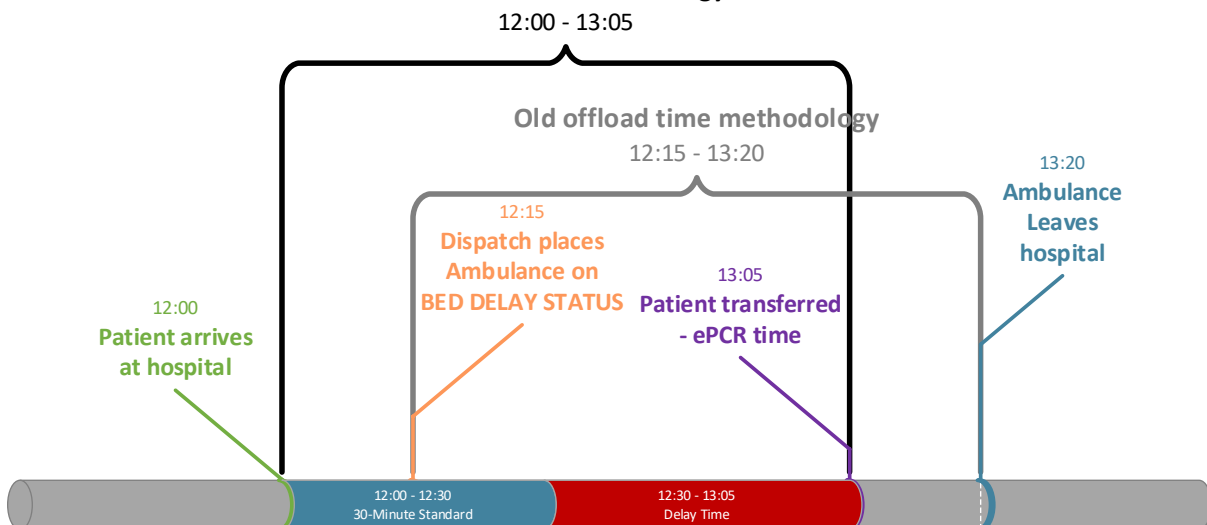 12:00 - 13:05
Old offload time methodology
12:15 - 13:20
13:20
Ambulance
Leaves
hospital
12:15
Dispatch places
Ambulance on
BED DELAY STATUS
13:05
Patient transferred
- ePCR time
12:00
Patient arrives
at hospital
12:00 - 12:30
30-Minute Standard
12:30 - 13:05
Delay Time